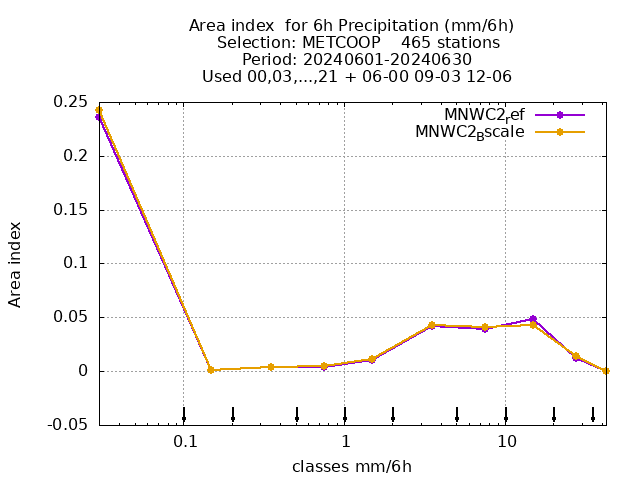 Area index  for 6h Precipitation (mm/6h)
Selection: METCOOP    465 stations
Period: 20240601-20240630
Used 00,03,...,21 + 06-00 09-03 12-06
MNWC2ref
MNWC2Bscale
0.25
0.2
0.15
0.1
0.05
0
-0.05
Area index
0.1
1
10
classes mm/6h